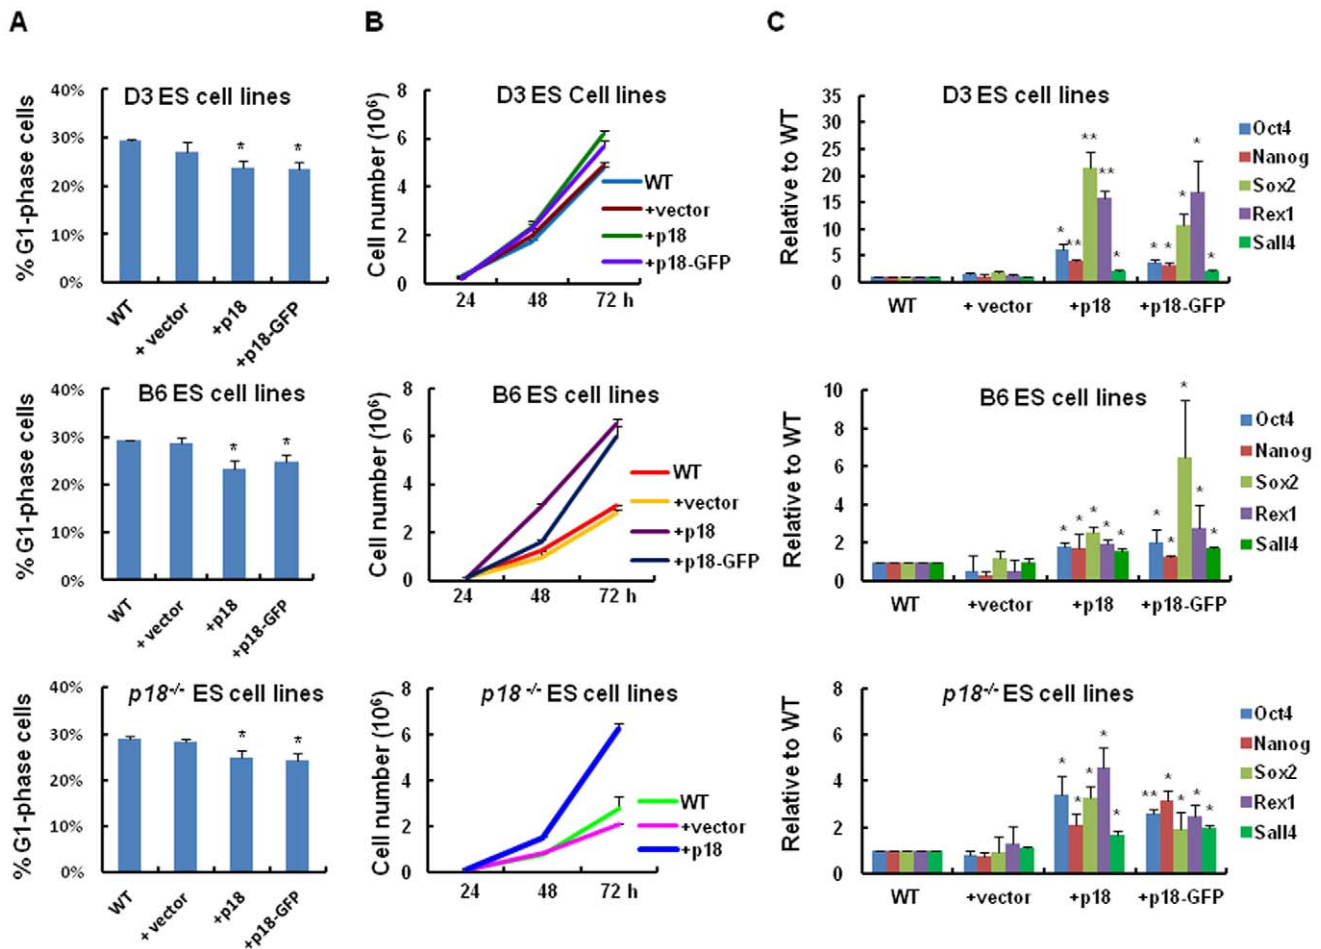 A
B
C
D3 ES cell lines
% G1-phase cells
40%
30%
20%
10%
0%
WT
+ vector
+p18
+p18-GFP
*
*
D3 ES Cell lines
Cell number (10⁶)
8
6
4
2
0
24
48
72 h
WT
+vector
+p18
+p18-GFP
D3 ES cell lines
Relative to WT
35
30
25
20
15
10
5
0
WT
+ vector
+p18
+p18-GFP
* ** ** ** *
* * * * *
Oct4
Nanog
Sox2
Rex1
Sall4
B6 ES cell lines
% G1-phase cells
40%
30%
20%
10%
0%
WT
+ vector
+p18
+p18-GFP
*
*
B6 ES cell lines
Cell number (10⁶)
8
6
4
2
0
24
48
72 h
WT
+vector
+p18
+p18-GFP
B6 ES cell lines
Relative to WT
10
8
6
4
2
0
WT
+vector
+p18
+p18-GFP
* * * * *
* * * * *
Oct4
Nanog
Sox2
Rex1
Sall4
p18-/- ES cell lines
% G1-phase cells
40%
30%
20%
10%
0%
WT
+ vector
+p18
+p18-GFP
*
*
p18 -/- ES cell lines
Cell number (10⁶)
8
6
4
2
0
24
48
72 h
WT
+vector
+p18
p18-/- ES cell lines
Relative to WT
8
6
4
2
0
WT
+vector
+p18
+p18-GFP
* * * * *
** * * * *
Oct4
Nanog
Sox2
Rex1
Sall4